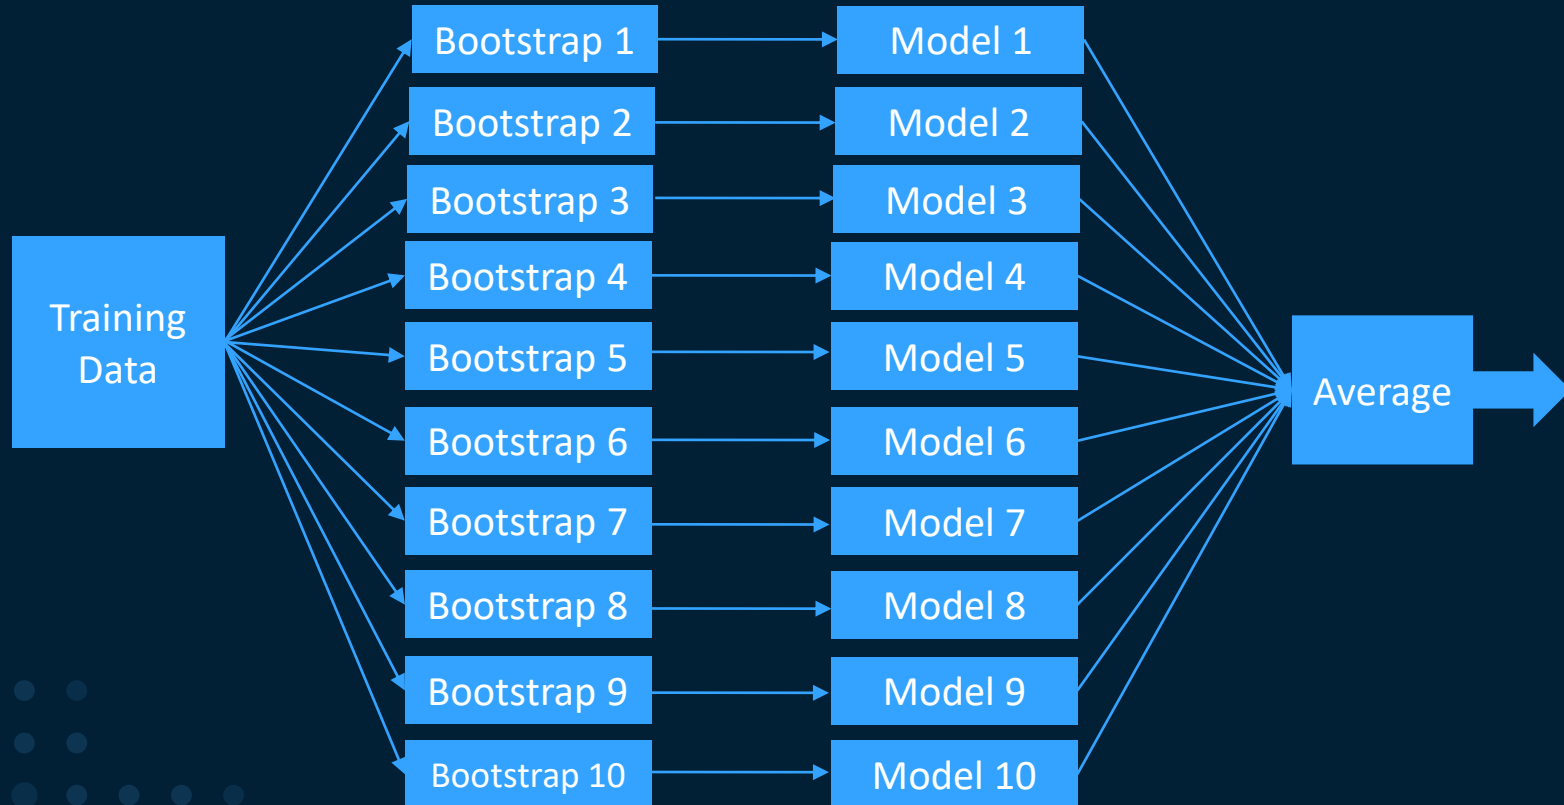 Training
Data
Bootstrap 1
Model 1
Bootstrap 2
Model 2
Bootstrap 3
Model 3
Bootstrap 4
Model 4
Bootstrap 5
Model 5
Bootstrap 6
Model 6
Bootstrap 7
Model 7
Bootstrap 8
Model 8
Bootstrap 9
Model 9
Bootstrap 10
Model 10
Average